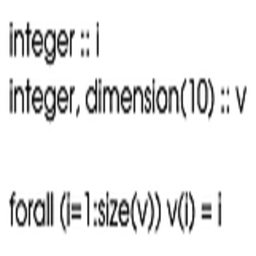 integer :: i
integer, dimension(10) :: v
forall (i=1:size(v)) v(i) = i